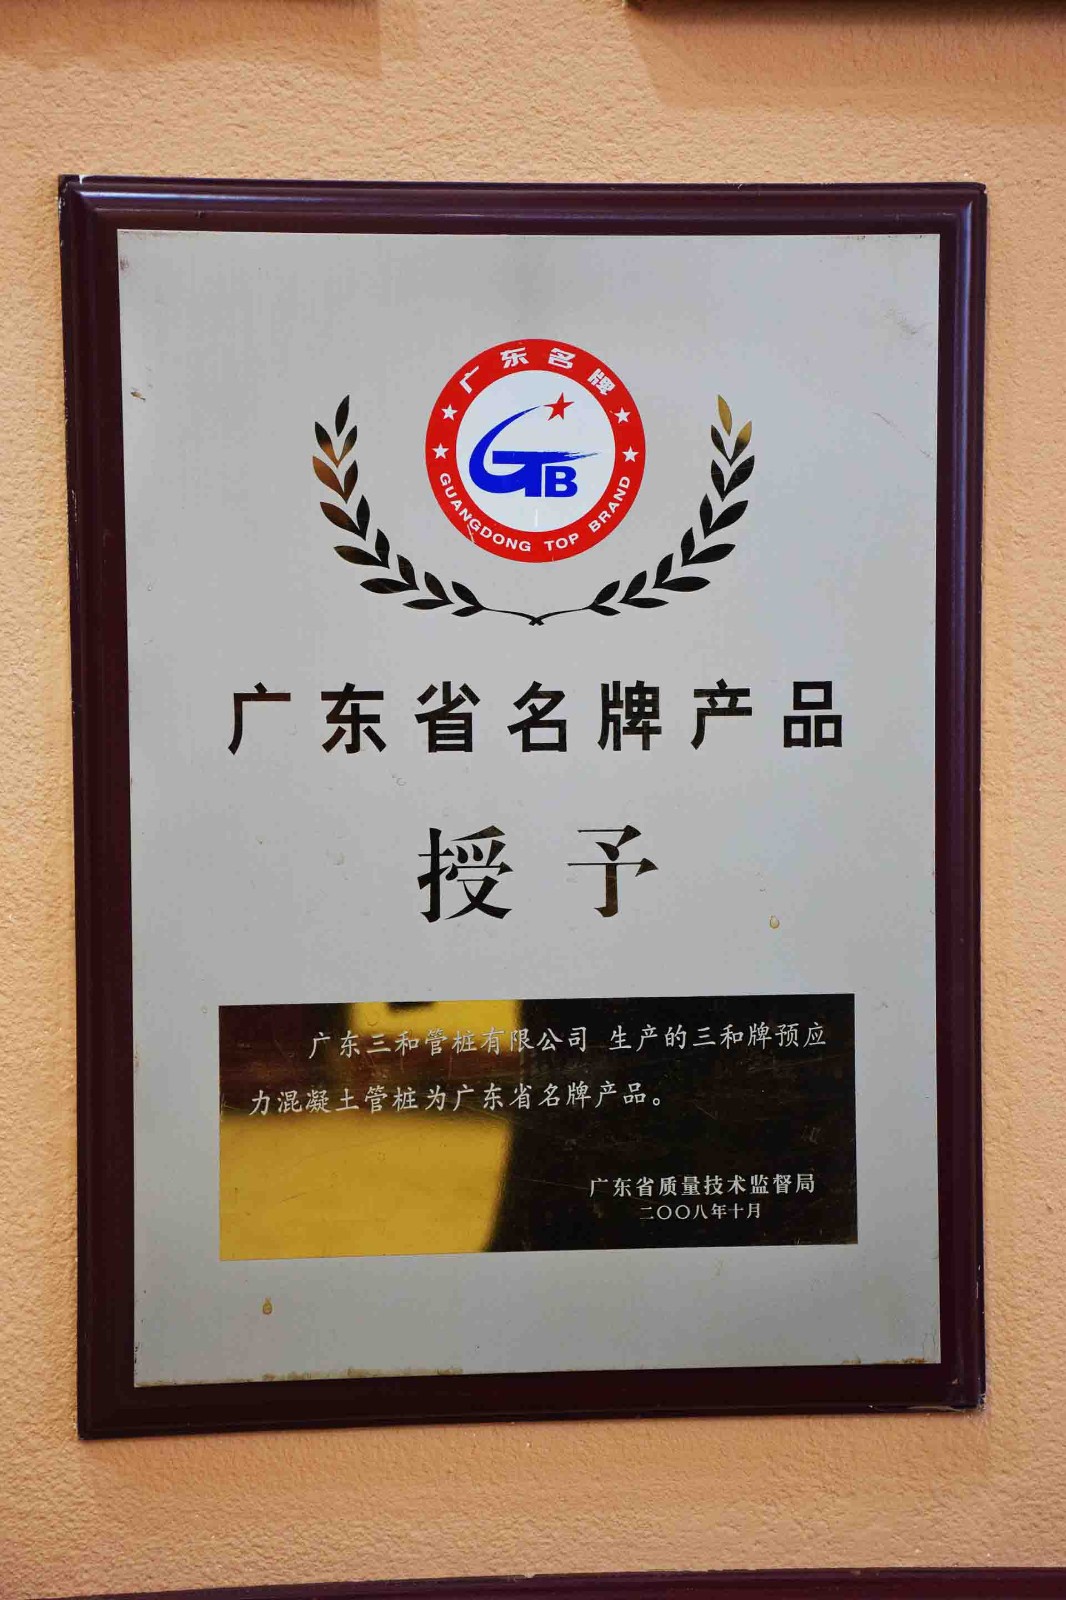 广东名牌
GTB
GUANGDONG TOP BRAND
广东省名牌产品
授予
广东三和管桩有限公司 生产的三和牌预应
力混凝土管桩为广东省名牌产品。
广东省质量技术监督局
二〇〇八年十月